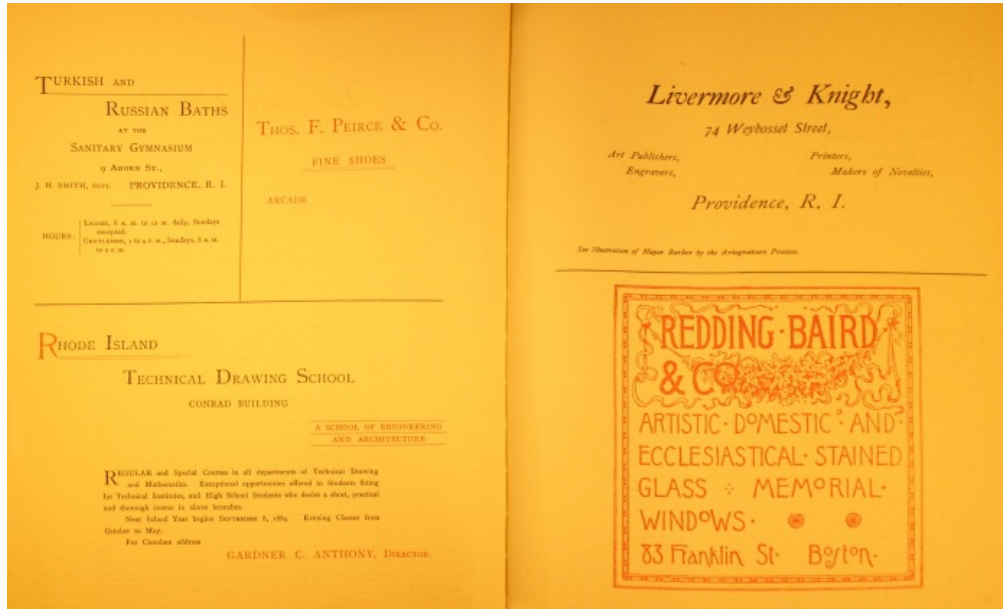 TURKISH AND
RUSSIAN BATHS
AT THE
SANITARY GYMNASIUM
9 ABORN ST.,
J. H. SMITH, SUPT. PROVIDENCE, R. I.
HOURS:
LADIES, 8 A. M. to 12 M. daily, Sundays
excepted.
GENTLEMEN, 1 to 9 P. M., Sundays, 8 A. M.
to 2 P. M.
THOS. F. PEIRCE & CO.
FINE SHOES
ARCADE
RHODE ISLAND
TECHNICAL DRAWING SCHOOL
CONRAD BUILDING
A SCHOOL OF ENGINEERING
AND ARCHITECTURE
REGULAR and Special Courses in all departments of Technical Drawing
and Mathematics. Exceptional opportunities offered to Students fitting
for Technical Institutes, and High School Students who desire a short, practical
and thorough course in above branches.
Next School Year begins SEPTEMBER 8, 1889. Evening Classes from
October to May.
For Circulars address
GARDNER C. ANTHONY, DIRECTOR.
Livermore & Knight,
74 Weybosset Street,
Art Publishers, Printers,
Engravers, Makers of Novelties,
Providence, R. I.
See Illustration of Mayor Barker by the Artogravure Process.
REDDING · BAIRD
& CO.
ARTISTIC · DOMESTIC · AND ·
ECCLESIASTICAL · STAINED
GLASS MEMORIAL ·
WINDOWS ·
83 Franklin St · Boston ·